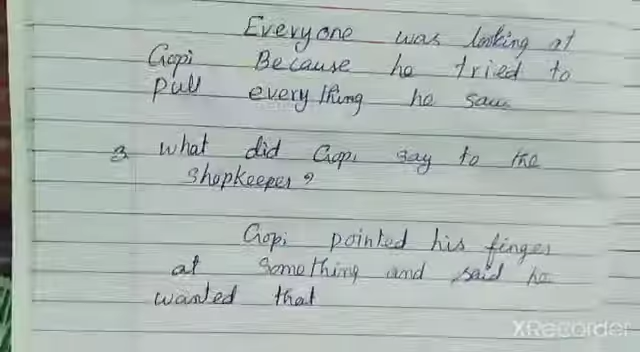 Everyone was looking at
Gopi Because he tried to
pull everything he saw
3. What did Gopi say to the
Shopkeeper?
Gopi pointed his finger
at something and said he
wanted that
XRecorder